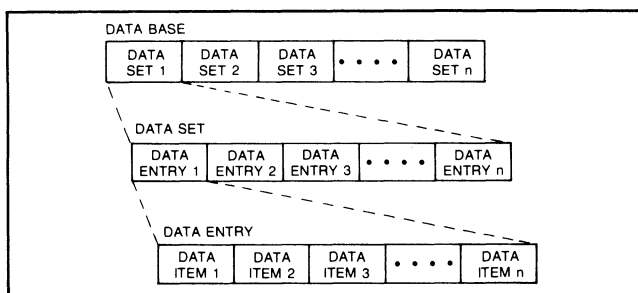 DATA BASE
DATA SET 1 DATA SET 2 DATA SET 3 • • • • DATA SET n
DATA SET
DATA ENTRY 1 DATA ENTRY 2 DATA ENTRY 3 • • • • DATA ENTRY n
DATA ENTRY
DATA ITEM 1 DATA ITEM 2 DATA ITEM 3 • • • • DATA ITEM n